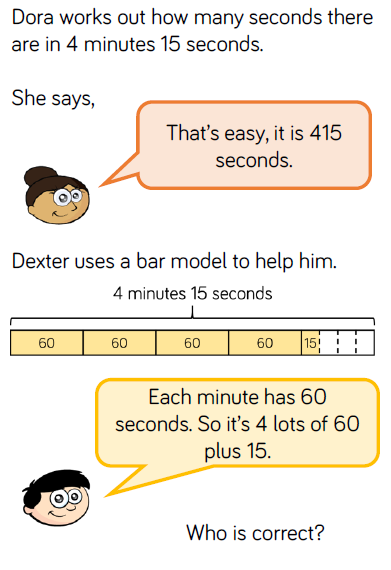 Dora works out how many seconds there
are in 4 minutes 15 seconds.
She says,
That’s easy, it is 415
seconds.
Dexter uses a bar model to help him.
4 minutes 15 seconds
60 60 60 60 15
Each minute has 60
seconds. So it’s 4 lots of 60
plus 15.
Who is correct?